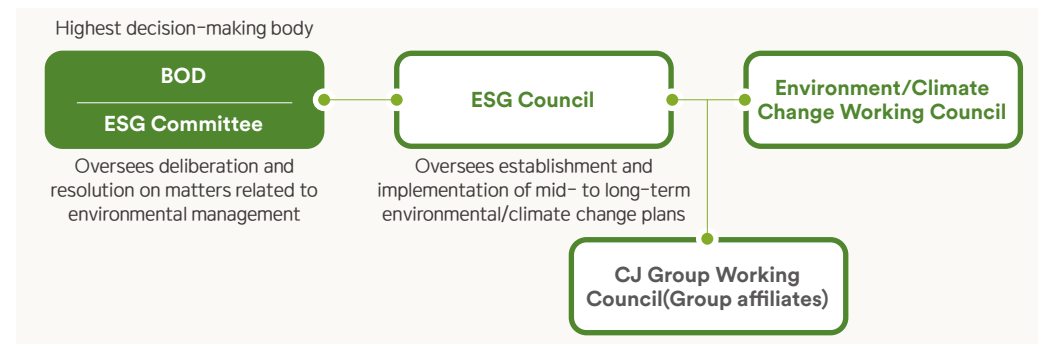 Highest decision-making body
BOD
ESG Committee
Oversees deliberation and
resolution on matters related to
environmental management
ESG Council
Oversees establishment and
implementation of mid- to long-term
environmental/climate change plans
Environment/Climate
Change Working Council
CJ Group Working
Council(Group affiliates)